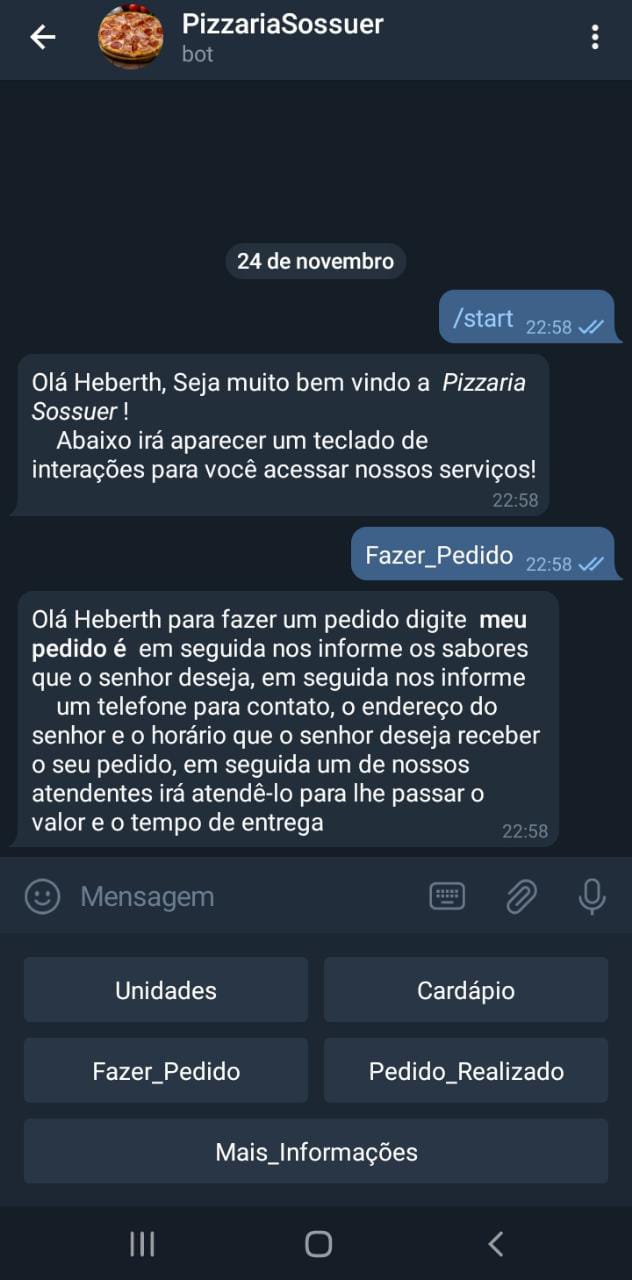 PizzariaSossuer
bot
24 de novembro
/start 22:58
Olá Heberth, Seja muito bem vindo a Pizzaria
Sossuer !
Abaixo irá aparecer um teclado de
interações para você acessar nossos serviços!
22:58
Fazer_Pedido 22:58
Olá Heberth para fazer um pedido digite meu
pedido é em seguida nos informe os sabores
que o senhor deseja, em seguida nos informe
um telefone para contato, o endereço do
senhor e o horário que o senhor deseja receber
o seu pedido, em seguida um de nossos
atendentes irá atendê-lo para lhe passar o
valor e o tempo de entrega
22:58
Mensagem
Unidades
Cardápio
Fazer_Pedido
Pedido_Realizado
Mais_Informações